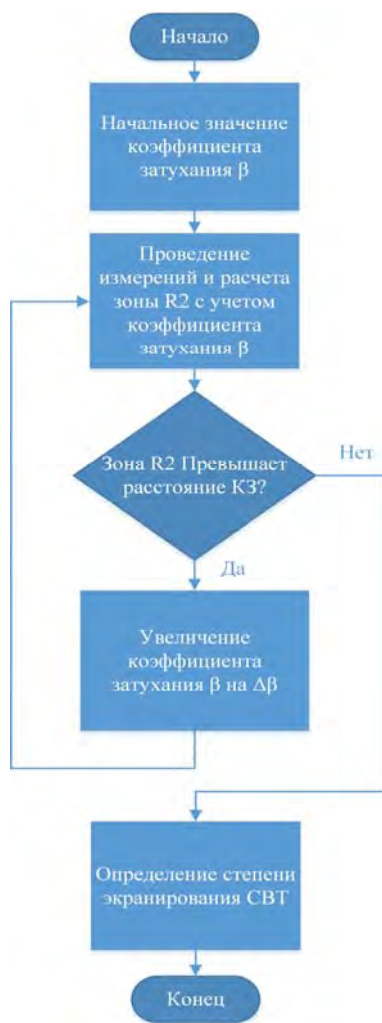 Начало
Начальное значение
коэффициента
затухания β
Проведение
измерений и расчета
зоны R2 с учетом
коэффициента
затухания β
Зона R2 Превышает
расстояние КЗ?
Нет
Да
Увеличение
коэффициента
затухания β на Δβ
Определение степени
экранирования СВТ
Конец